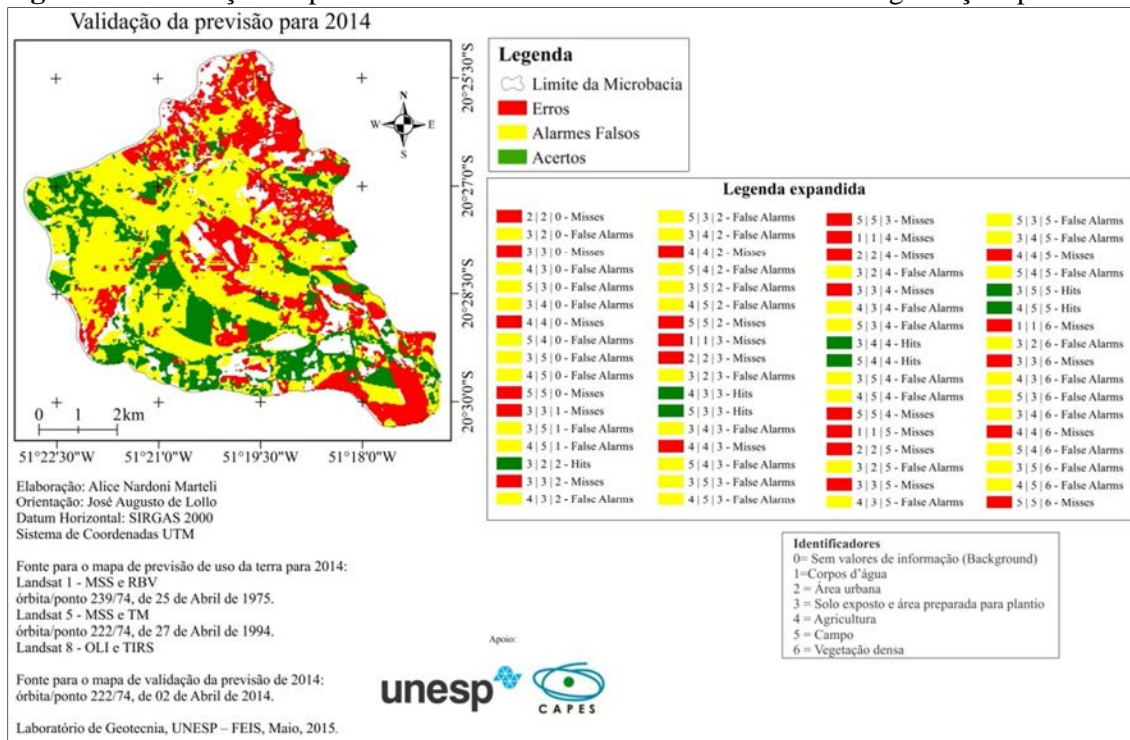 Validação da previsão para 2014
20°25'30"S
20°27'0"S
20°28'30"S
20°30'0"S
N
W E
S
0 1 2km
51°22'30"W 51°21'0"W 51°19'30"W 51°18'0"W
Legenda
Limite da Microbacia
Erros
Alarmes Falsos
Acertos
Legenda expandida
2 | 2 | 0 - Misses
3 | 2 | 0 - False Alarms
3 | 3 | 0 - Misses
4 | 3 | 0 - False Alarms
5 | 3 | 0 - False Alarms
3 | 4 | 0 - False Alarms
4 | 4 | 0 - Misses
5 | 4 | 0 - False Alarms
3 | 5 | 0 - False Alarms
4 | 5 | 0 - False Alarms
5 | 5 | 0 - Misses
3 | 3 | 1 - Misses
3 | 5 | 1 - False Alarms
4 | 5 | 1 - False Alarms
3 | 2 | 2 - Hits
3 | 3 | 2 - Misses
4 | 3 | 2 - False Alarms
5 | 3 | 2 - False Alarms
3 | 4 | 2 - False Alarms
4 | 4 | 2 - Misses
5 | 4 | 2 - False Alarms
3 | 5 | 2 - False Alarms
4 | 5 | 2 - False Alarms
5 | 5 | 2 - Misses
1 | 1 | 3 - Misses
2 | 2 | 3 - Misses
3 | 2 | 3 - False Alarms
4 | 3 | 3 - Hits
5 | 3 | 3 - Hits
3 | 4 | 3 - False Alarms
4 | 4 | 3 - Misses
5 | 4 | 3 - False Alarms
3 | 5 | 3 - False Alarms
4 | 5 | 3 - False Alarms
5 | 5 | 3 - Misses
1 | 1 | 4 - Misses
2 | 2 | 4 - Misses
3 | 2 | 4 - False Alarms
3 | 3 | 4 - Misses
4 | 3 | 4 - False Alarms
5 | 3 | 4 - False Alarms
3 | 4 | 4 - Hits
5 | 4 | 4 - Hits
3 | 5 | 4 - False Alarms
4 | 5 | 4 - False Alarms
5 | 5 | 4 - Misses
1 | 1 | 5 - Misses
2 | 2 | 5 - Misses
3 | 2 | 5 - False Alarms
3 | 3 | 5 - Misses
4 | 3 | 5 - False Alarms
5 | 3 | 5 - False Alarms
3 | 4 | 5 - False Alarms
4 | 4 | 5 - Misses
5 | 4 | 5 - False Alarms
3 | 5 | 5 - Hits
4 | 5 | 5 - Hits
1 | 1 | 6 - Misses
3 | 2 | 6 - False Alarms
3 | 3 | 6 - Misses
4 | 3 | 6 - False Alarms
5 | 3 | 6 - False Alarms
3 | 4 | 6 - False Alarms
4 | 4 | 6 - Misses
5 | 4 | 6 - False Alarms
3 | 5 | 6 - False Alarms
4 | 5 | 6 - False Alarms
5 | 5 | 6 - Misses
Elaboração: Alice Nardoni Marteli
Orientação: José Augusto de Lollo
Datum Horizontal: SIRGAS 2000
Sistema de Coordenadas UTM
Fonte para o mapa de previsão de uso da terra para 2014:
Landsat 1 - MSS e RBV
órbita/ponto 239/74, de 25 de Abril de 1975.
Landsat 5 - MSS e TM
órbita/ponto 222/74, de 27 de Abril de 1994.
Landsat 8 - OLI e TIRS
Fonte para o mapa de validação da previsão de 2014:
órbita/ponto 222/74, de 02 de Abril de 2014.
Laboratório de Geotecnia, UNESP – FEIS, Maio, 2015.
Apoio:
unesp
CAPES
Identificadores
0= Sem valores de informação (Background)
1=Corpos d'água
2 = Área urbana
3 = Solo exposto e área preparada para plantio
4 = Agricultura
5 = Campo
6 = Vegetação densa